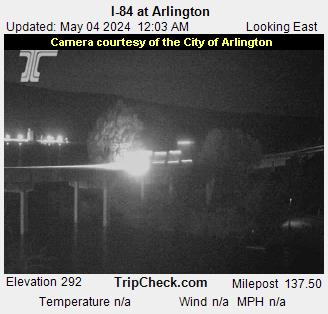 I-84 at Arlington
Updated: May 04 2024 12:03 AM Looking East
Camera courtesy of the City of Arlington
Elevation 292 TripCheck.com Milepost 137.50
Temperature n/a Wind n/a MPH n/a